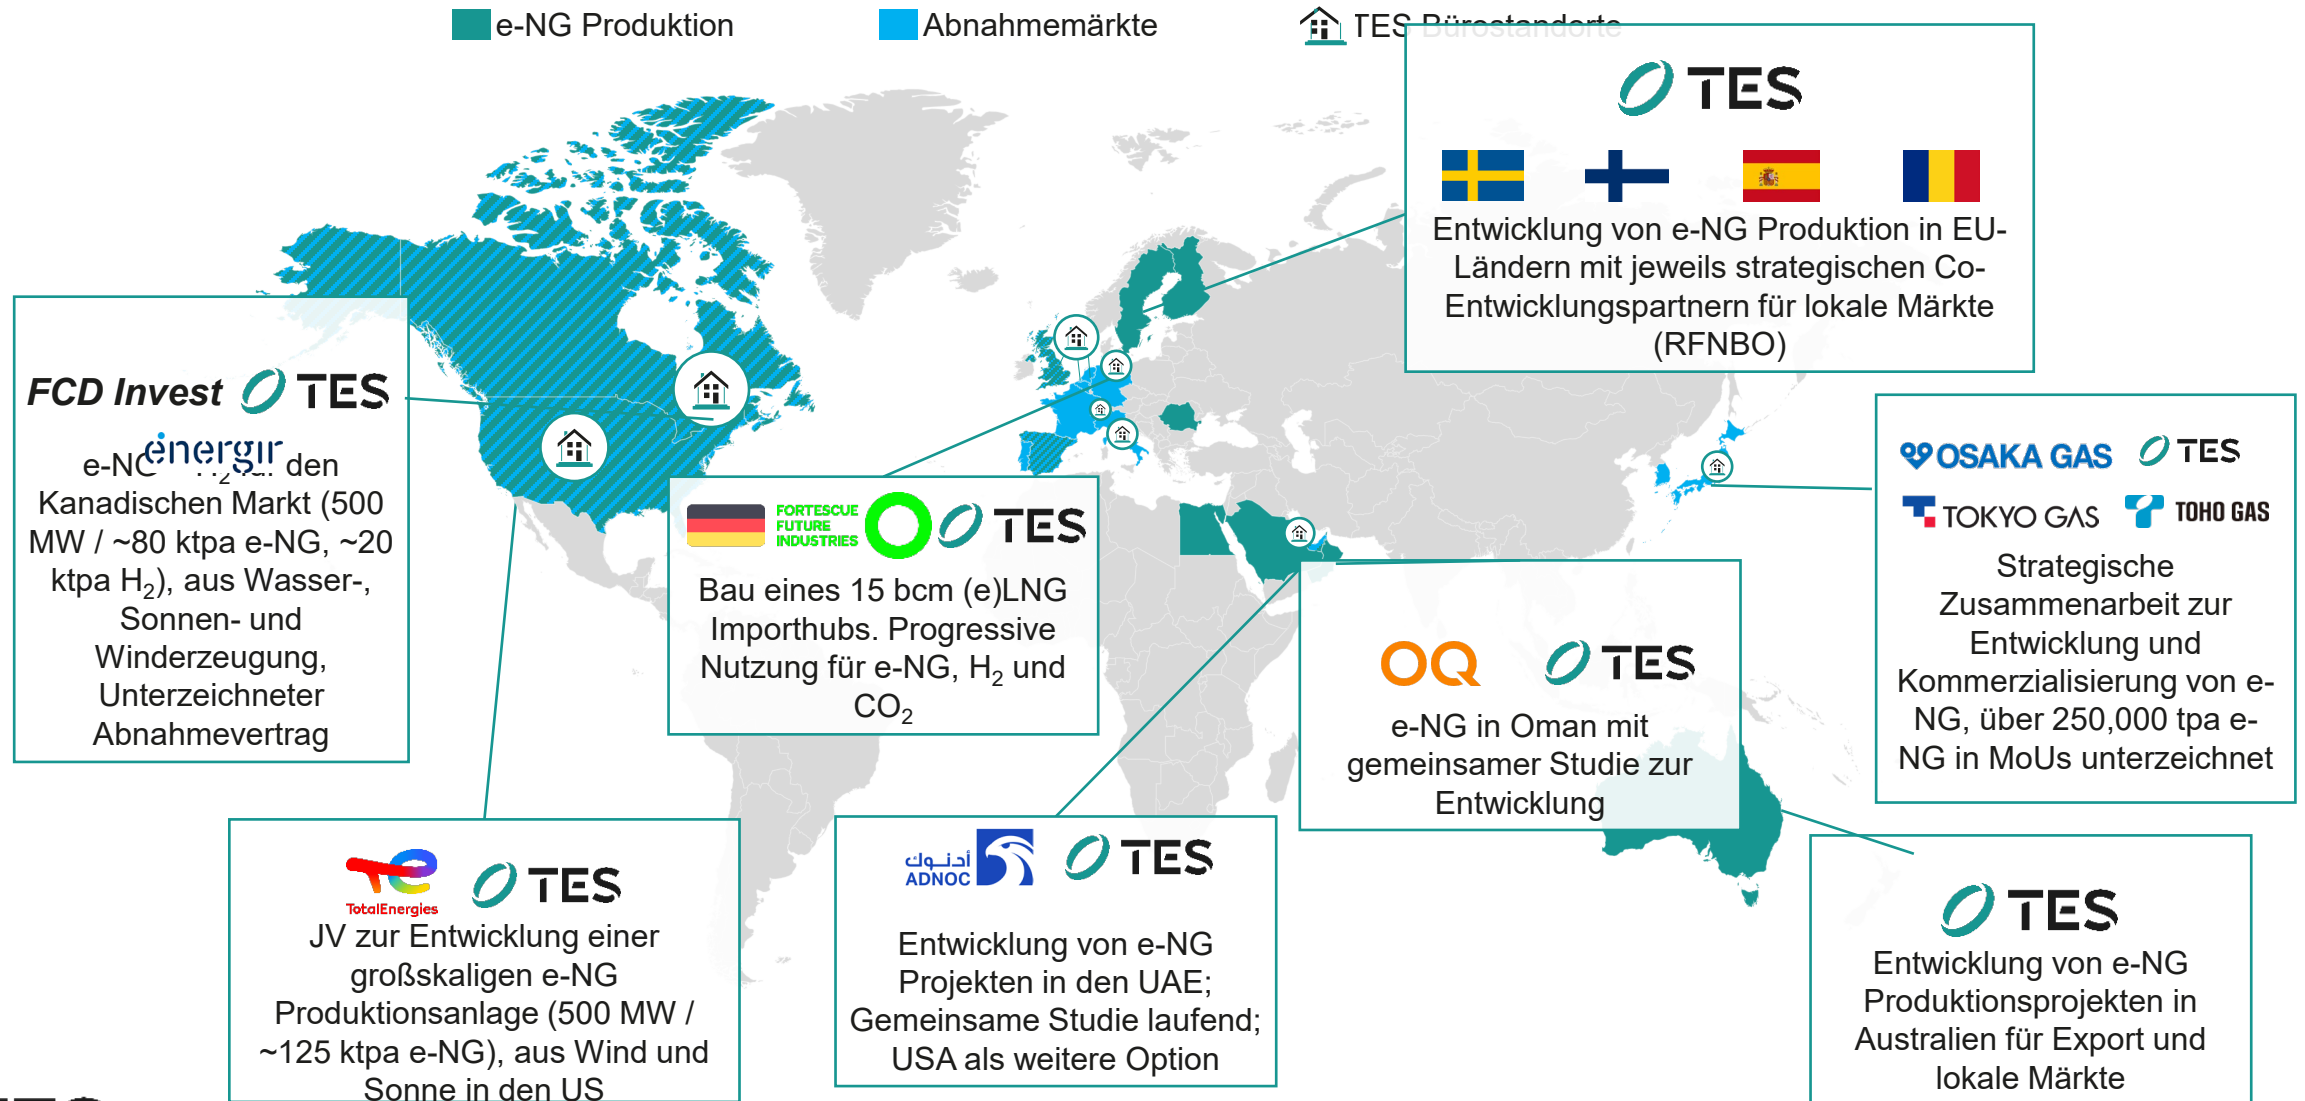 e-NG Produktion
Abnahmemärkte
TES Bürostandorte
TES
Entwicklung von e-NG Produktion in EU-
Ländern mit jeweils strategischen Co-
Entwicklungspartnern für lokale Märkte
(RFNBO)
FCD Invest TES
énergir
e-NG H2 für den
Kanadischen Markt (500
MW / ~80 ktpa e-NG, ~20
ktpa H2), aus Wasser-,
Sonnen- und
Winderzeugung,
Unterzeichneter
Abnahmevertrag
FORTESCUE
FUTURE
INDUSTRIES
TES
Bau eines 15 bcm (e)LNG
Importhubs. Progressive
Nutzung für e-NG, H2 und
CO2
OSAKA GAS TES
TOKYO GAS TOHO GAS
Strategische
Zusammenarbeit zur
Entwicklung und
Kommerzialisierung von e-
NG, über 250,000 tpa e-
NG in MoUs unterzeichnet
OQ TES
e-NG in Oman mit
gemeinsamer Studie zur
Entwicklung
TotalEnergies
TES
JV zur Entwicklung einer
großskaligen e-NG
Produktionsanlage (500 MW /
~125 ktpa e-NG), aus Wind und
Sonne in den US
أدنوك
ADNOC
TES
Entwicklung von e-NG
Projekten in den UAE;
Gemeinsame Studie laufend;
USA als weitere Option
TES
Entwicklung von e-NG
Produktionsprojekten in
Australien für Export und
lokale Märkte